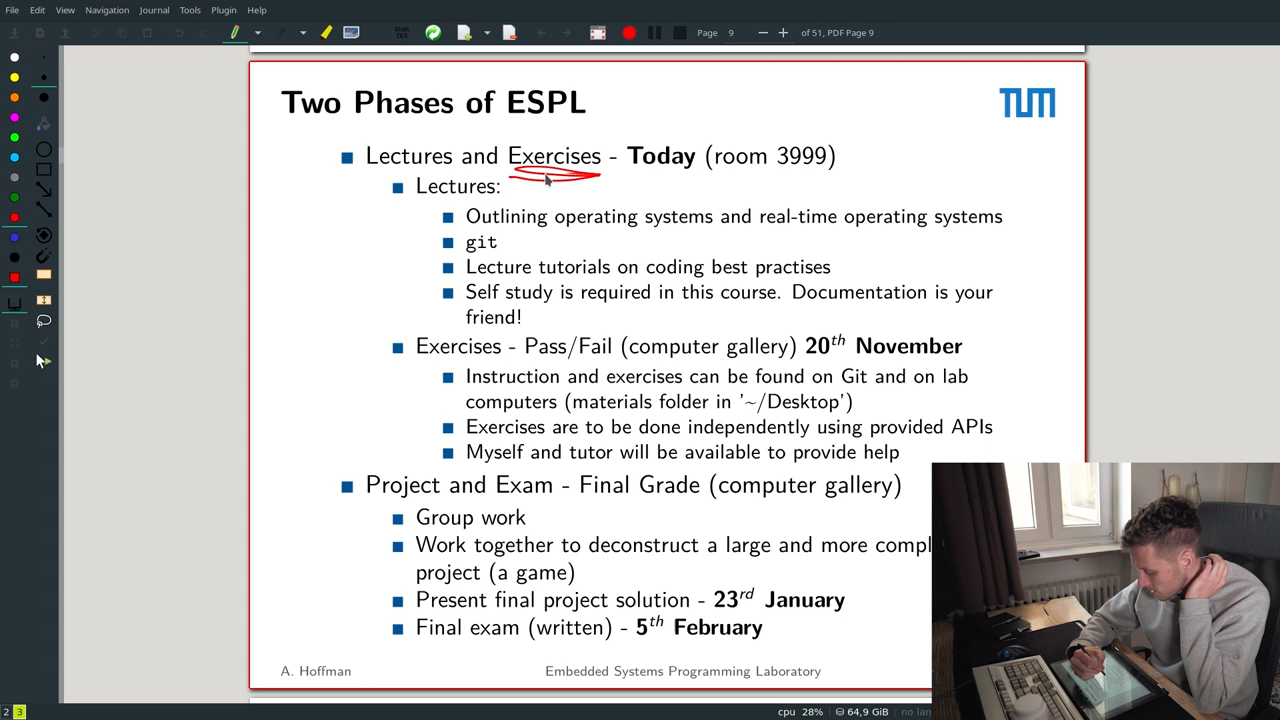 File Edit View Navigation Journal Tools Plugin Help
Math
TEX
Page 9 of 51, PDF Page 9
Two Phases of ESPL
TUM
Lectures and Exercises - Today (room 3999)
Lectures:
Outlining operating systems and real-time operating systems
git
Lecture tutorials on coding best practises
Self study is required in this course. Documentation is your
friend!
Exercises - Pass/Fail (computer gallery) 20th November
Instruction and exercises can be found on Git and on lab
computers (materials folder in '~/Desktop')
Exercises are to be done independently using provided APIs
Myself and tutor will be available to provide help
Project and Exam - Final Grade (computer gallery)
Group work
Work together to deconstruct a large and more compl
project (a game)
Present final project solution - 23rd January
Final exam (written) - 5th February
A. Hoffman
Embedded Systems Programming Laboratory
2 3
cpu 28% 64,9 GiB no lan